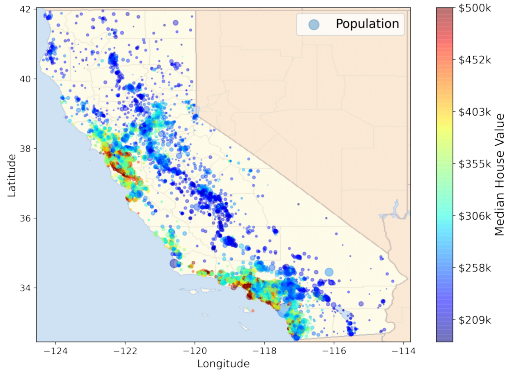 42
40
38
36
34
Latitude
−124
−122
−120
−118
−116
−114
Longitude
Population
$500k
$452k
$403k
$355k
$306k
$258k
$209k
Median House Value